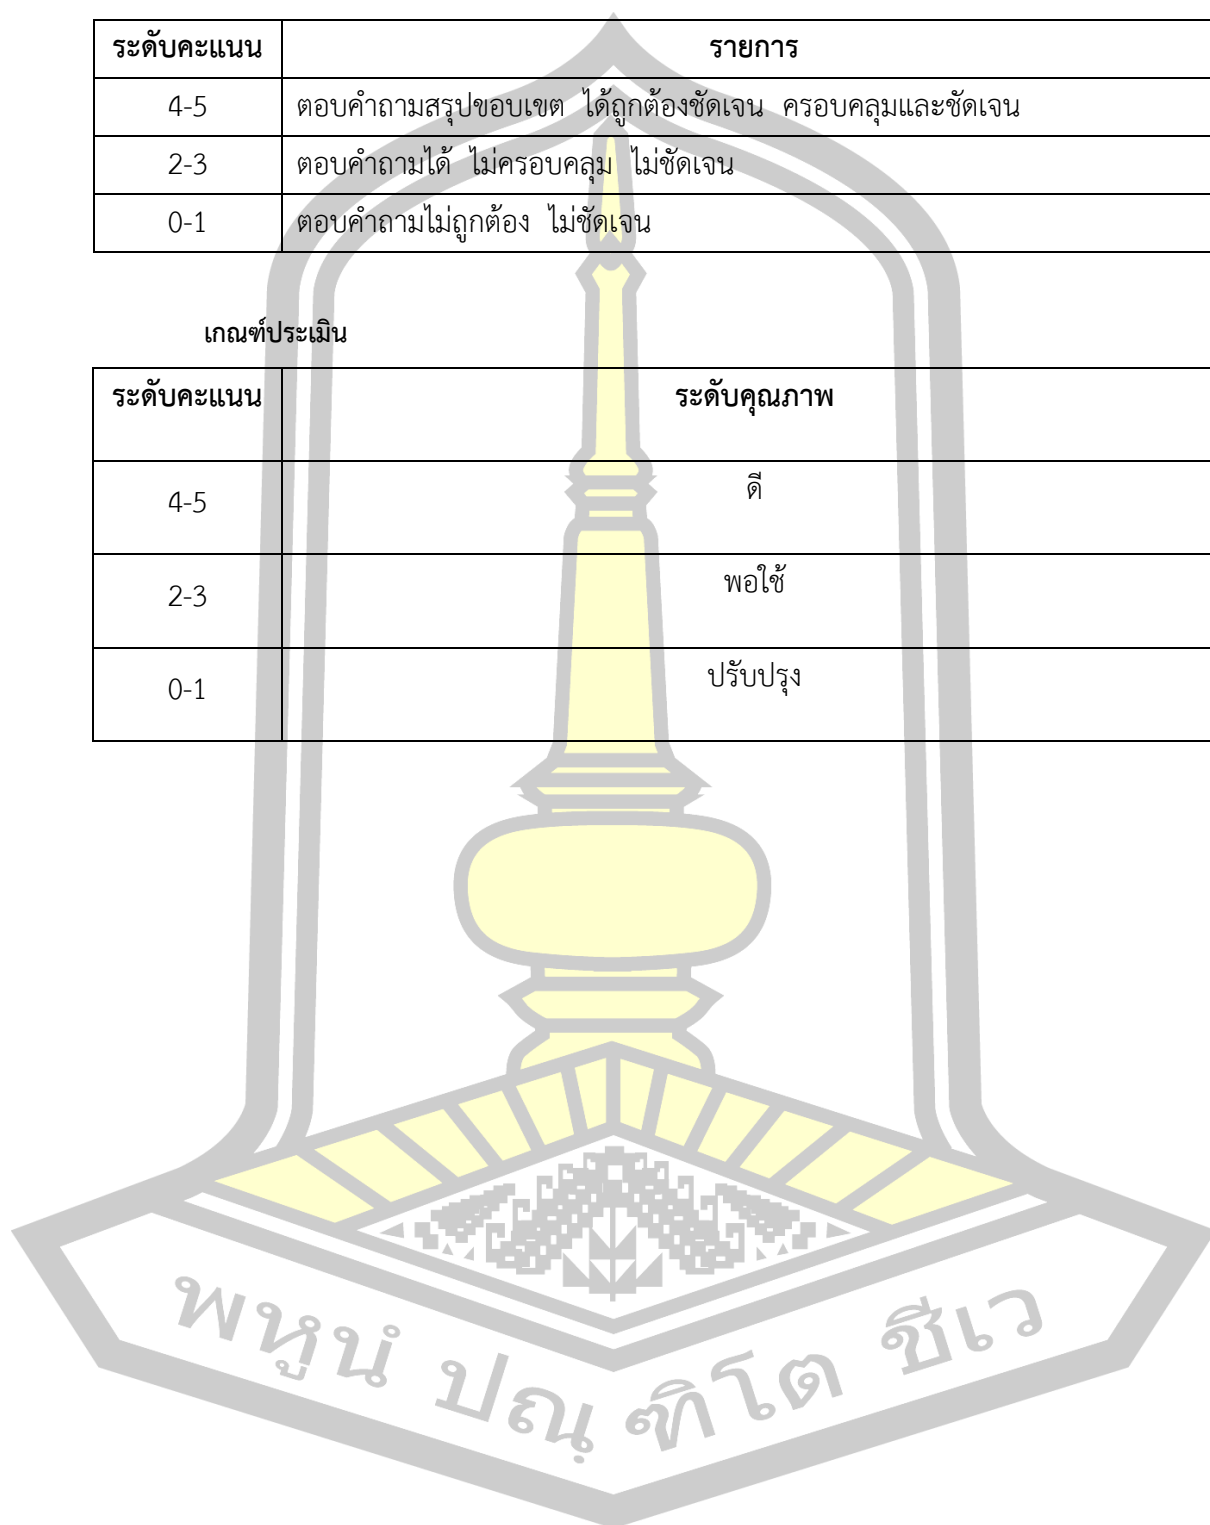 ระดับคะแนน รายการ
4-5 ตอบคำถามสรุปขอบเขต ได้ถูกต้องชัดเจน ครอบคลุมและชัดเจน
2-3 ตอบคำถามได้ ไม่ครอบคลุม ไม่ชัดเจน
0-1 ตอบคำถามไม่ถูกต้อง ไม่ชัดเจน
เกณฑ์ประเมิน
ระดับคะแนน ระดับคุณภาพ
4-5 ดี
2-3 พอใช้
0-1 ปรับปรุง
พหูนํ ปณฺ ฑิโต ชีเว